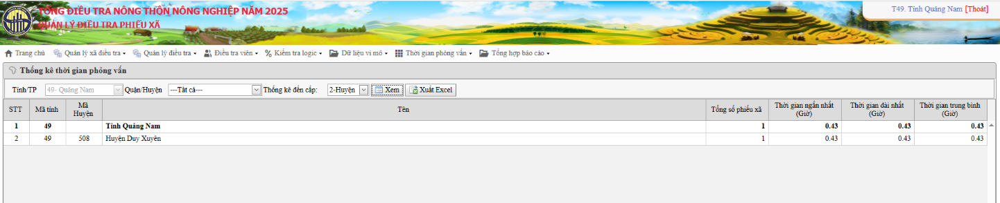 TỔNG ĐIỀU TRA NÔNG THÔN NÔNG NGHIỆP NĂM 2025
QUẢN LÝ ĐIỀU TRA PHIẾU XÃ
T49. Tỉnh Quảng Nam [Thoát]
Trang chủ Quản lý xã điều tra Quản lý điều tra Điều tra viên Kiểm tra logic Dữ liệu vi mô Thời gian phỏng vấn Tổng hợp báo cáo
Thống kê thời gian phỏng vấn
Tỉnh/TP 49- Quảng Nam Quận/Huyện ---Tất cả--- Thống kê đến cấp: 2-Huyện Xem Xuất Excel
STT Mã tỉnh Mã Huyện Tên Tổng số phiếu xã Thời gian ngắn nhất (Giờ) Thời gian dài nhất (Giờ) Thời gian trung bình (Giờ)
1 49 Tỉnh Quảng Nam 1 0.43 0.43 0.43
2 49 508 Huyện Duy Xuyên 1 0.43 0.43 0.43